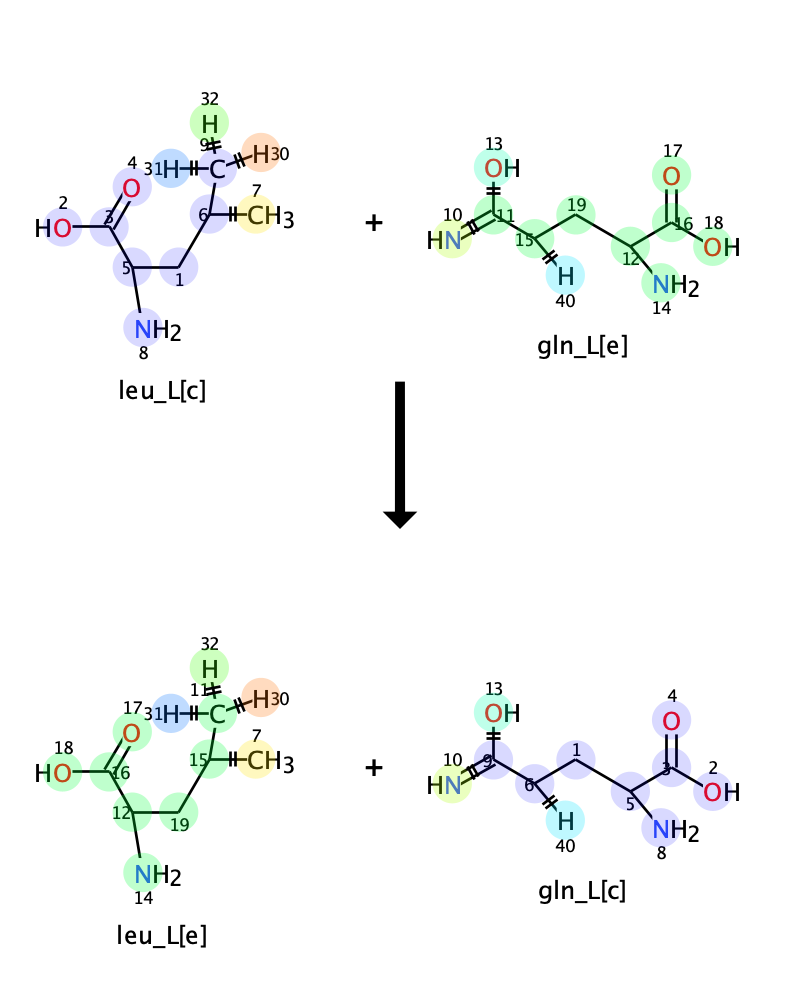 32
H
4 9 H30
31H C
2 O 7
3 6 CH3
HO
5 1
NH2
8
leu_L[c]
+
13
OH
17
O
10 11 19 16 18
HN 15 12 OH
H NH2
40 14
gln_L[e]
32
H
17 11 H30
31H C
18 O 7
16 15 CH3
HO
12 19
NH2
14
leu_L[e]
+
13
OH
4
O
10 9 1 3 2
HN 6 5 OH
H NH2
40 8
gln_L[c]